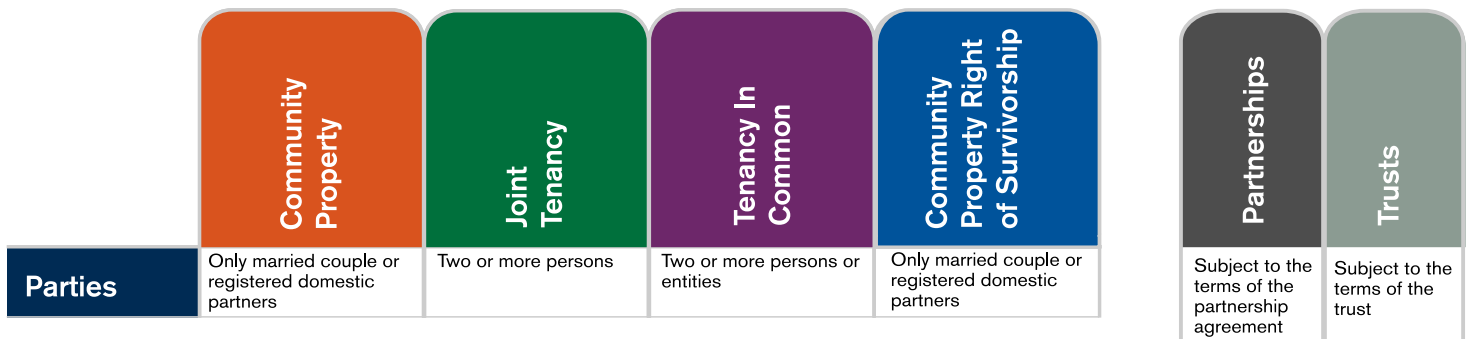 Community
Property
Joint
Tenancy
Tenancy In
Common
Community
Property Right
of Survivorship
Partnerships
Trusts
Parties
Only married couple or
registered domestic
partners
Two or more persons
Two or more persons or
entities
Only married couple or
registered domestic
partners
Subject to the
terms of the
partnership
agreement
Subject to the
terms of the
trust